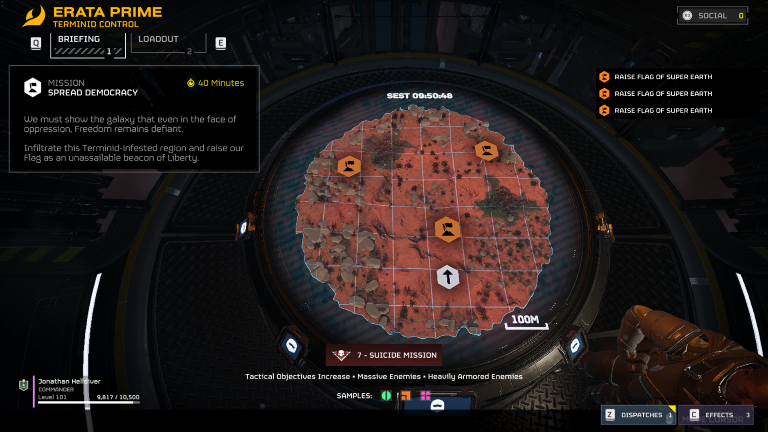 ERATA PRIME
TERMINID CONTROL
SOCIAL 0
Q
BRIEFING
1
LOADOUT
2
E
MISSION
SPREAD DEMOCRACY
40 Minutes
We must show the galaxy that even in the face of
oppression, Freedom remains defiant.
Infiltrate this Terminid-infested region and raise our
Flag as an unassailable beacon of Liberty.
RAISE FLAG OF SUPER EARTH
RAISE FLAG OF SUPER EARTH
RAISE FLAG OF SUPER EARTH
SEST 09:50:48
100M
7 - SUICIDE MISSION
Tactical Objectives Increase • Massive Enemies • Heavily Armored Enemies
SAMPLES:
Jonathan Helldiver
COMMANDER
Level 101
9,817 / 10,500
Z DISPATCHES 1
C EFFECTS 3
CURSOR